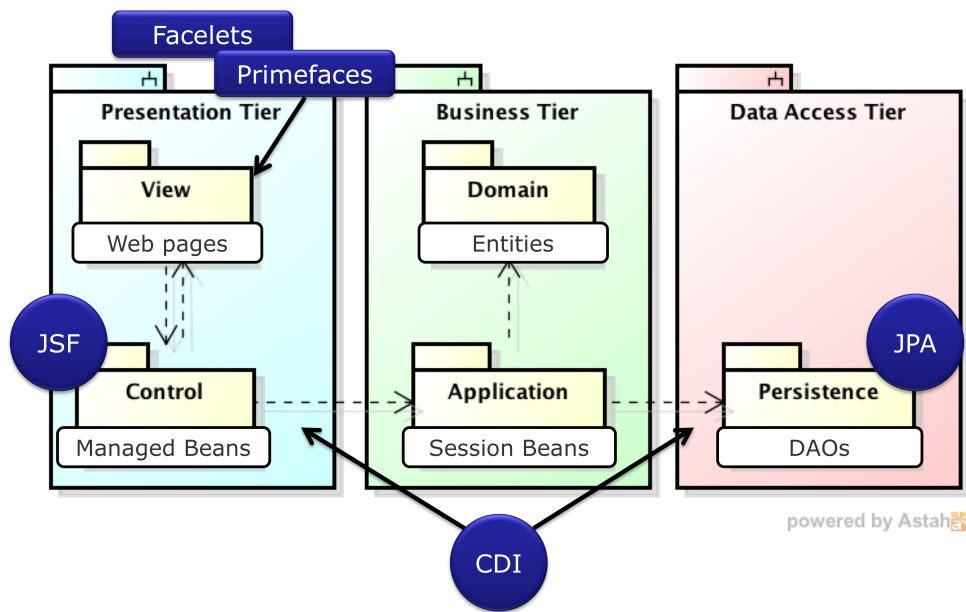 Facelets
Primefaces
Presentation Tier
Business Tier
Data Access Tier
View
Web pages
Domain
Entities
JSF
JPA
Control
Managed Beans
Application
Session Beans
Persistence
DAOs
powered by Astah
CDI